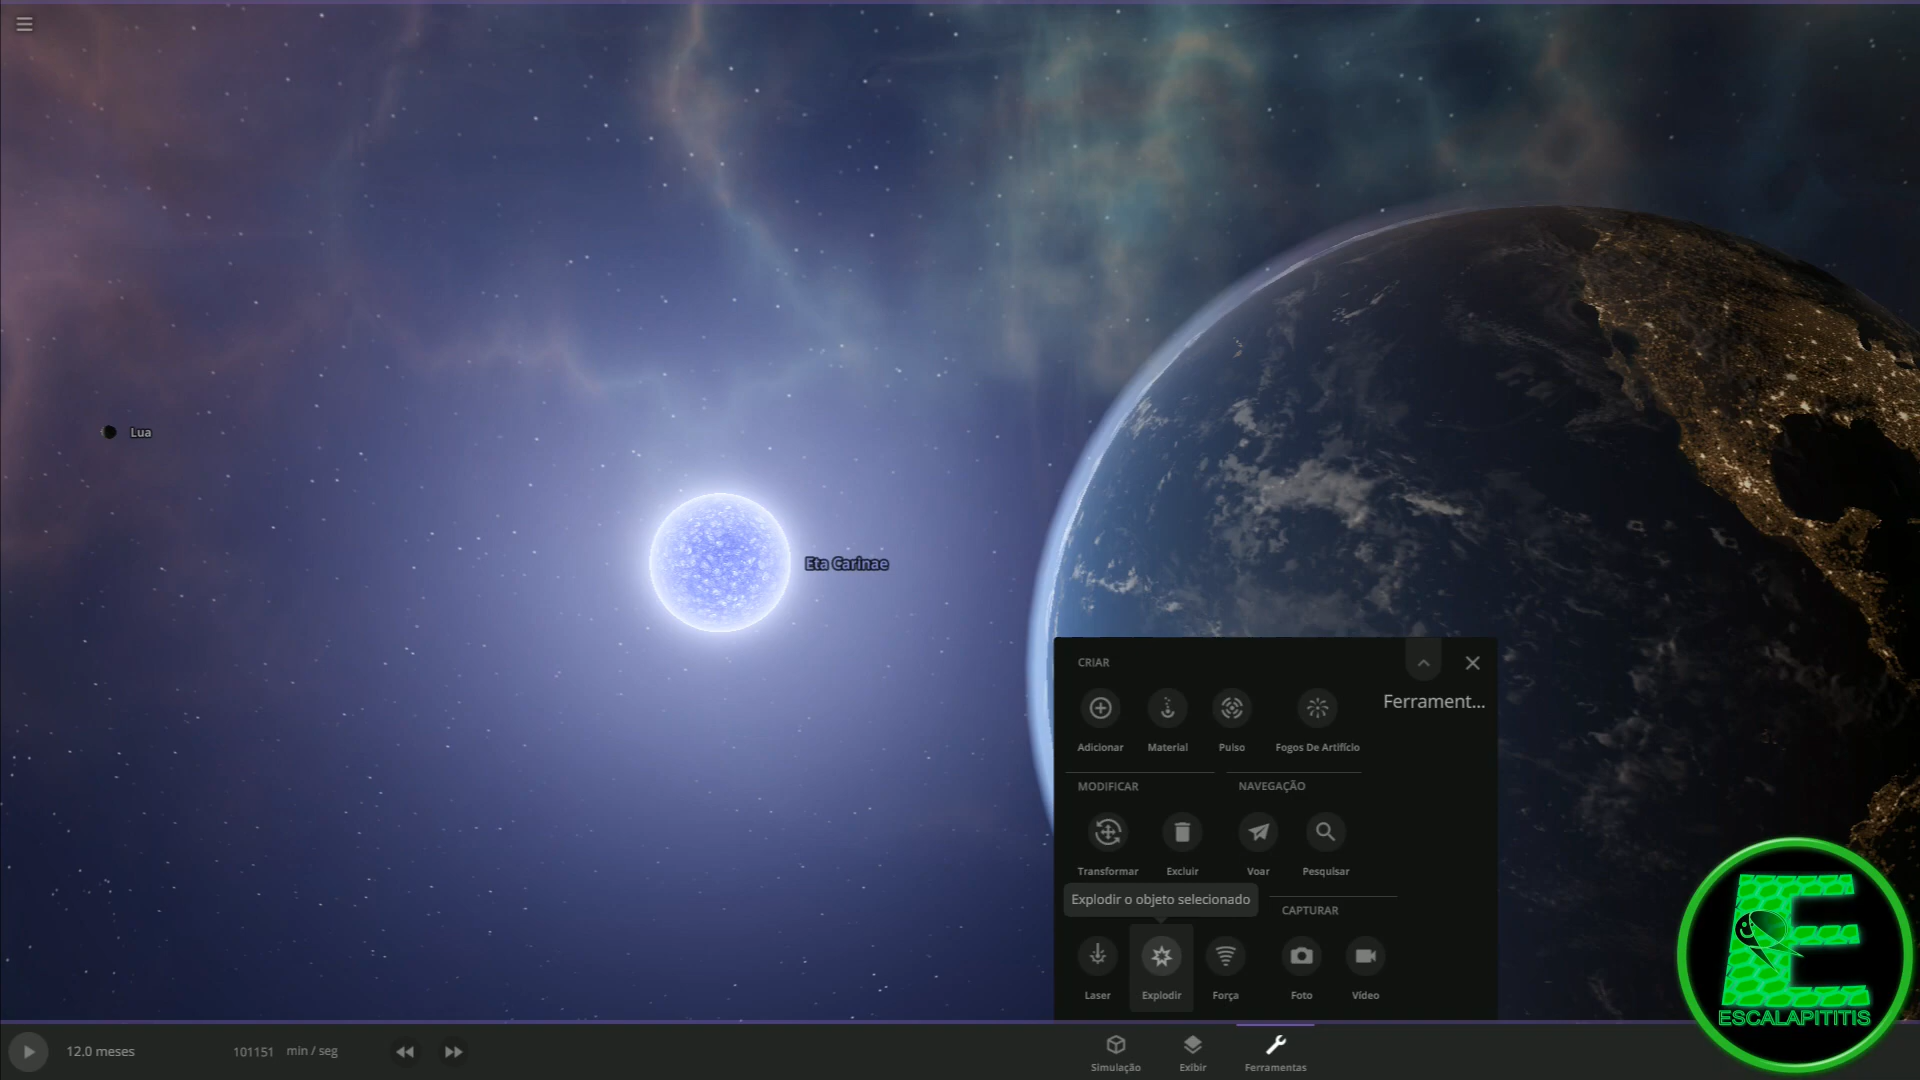 Lua
Eta Carinae
CRIAR
Ferrament...
Adicionar Material Pulso Fogos De Artifício
MODIFICAR NAVEGAÇÃO
Transformar Excluir Voar Pesquisar
Explodir o objeto selecionado
CAPTURAR
Laser Explodir Força Foto Vídeo
E
ESCALAPITITIS
12.0 meses 101151 min / seg
Simulação Exibir Ferramentas